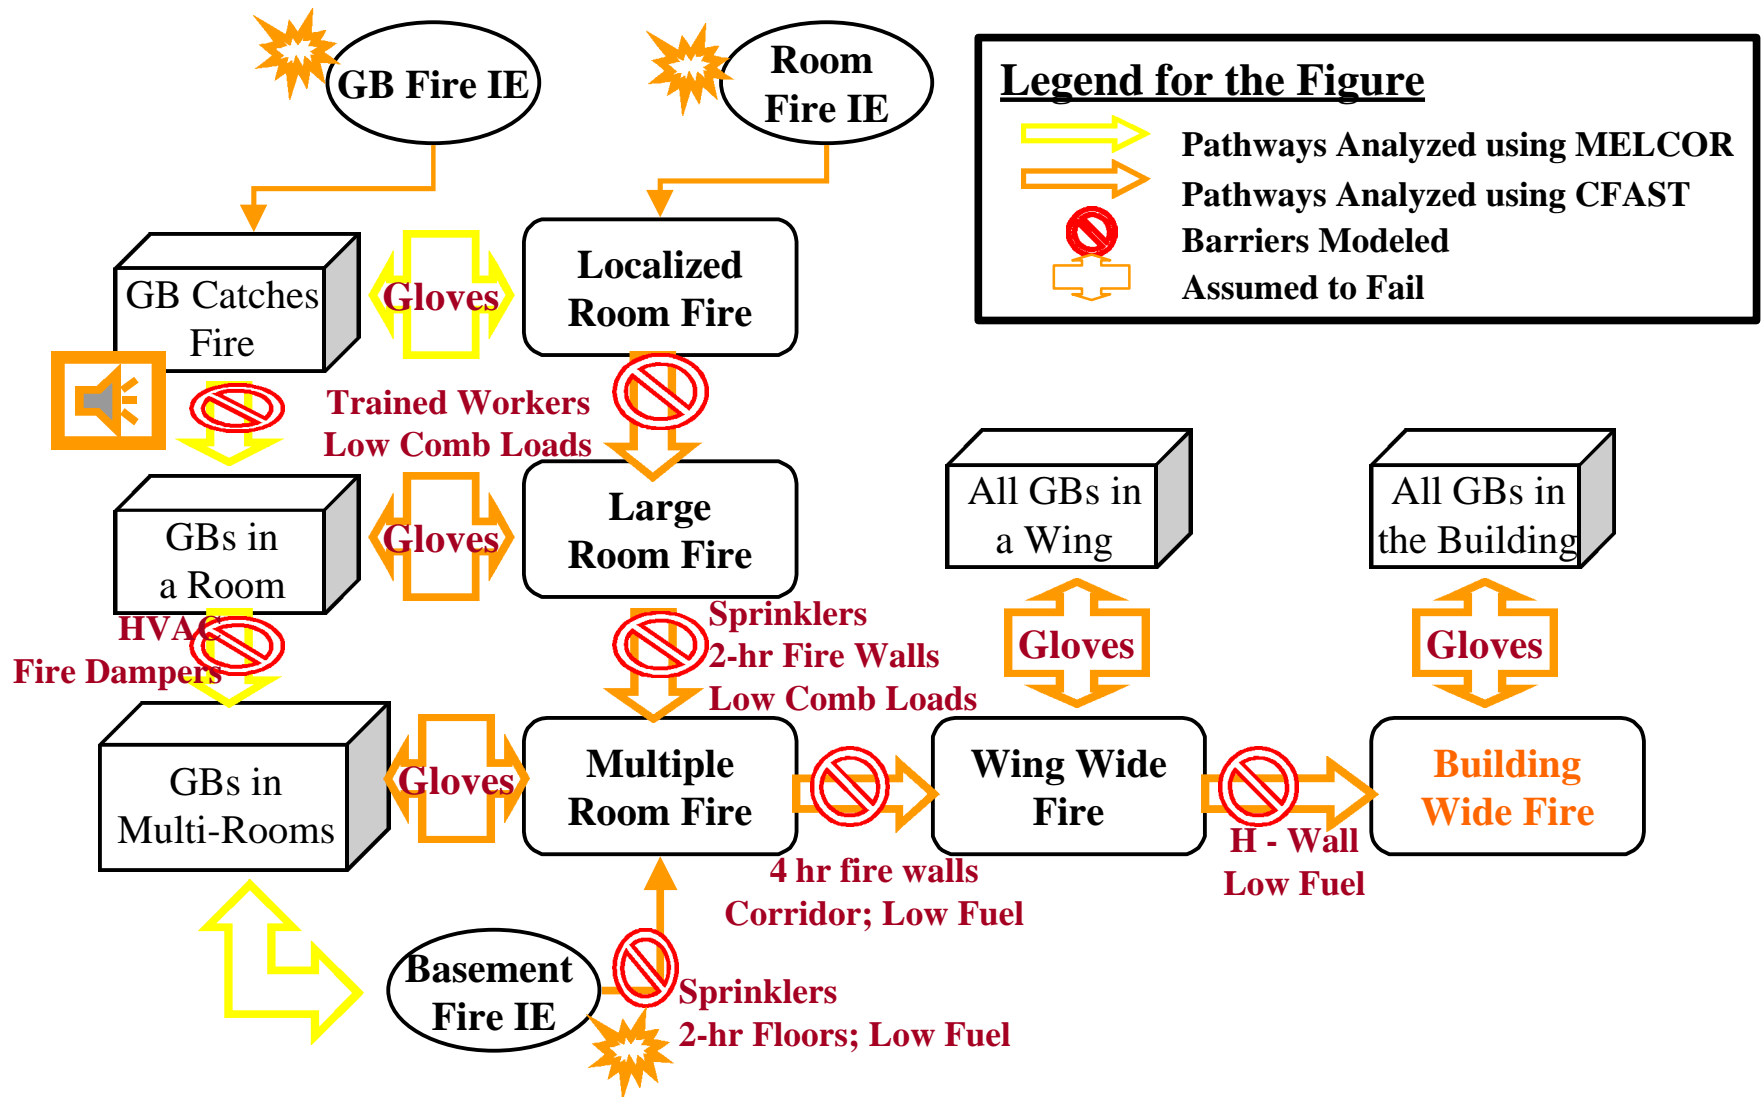 GB Fire IE
Room
Fire IE
Legend for the Figure
Pathways Analyzed using MELCOR
Pathways Analyzed using CFAST
Barriers Modeled
Assumed to Fail
GB Catches
Fire
Gloves
Localized
Room Fire
Trained Workers
Low Comb Loads
GBs in
a Room
Gloves
Large
Room Fire
All GBs in
a Wing
All GBs in
the Building
HVAC
Fire Dampers
Sprinklers
2-hr Fire Walls
Low Comb Loads
Gloves
Gloves
GBs in
Multi-Rooms
Gloves
Multiple
Room Fire
Wing Wide
Fire
Building
Wide Fire
4 hr fire walls
Corridor; Low Fuel
H - Wall
Low Fuel
Basement
Fire IE
Sprinklers
2-hr Floors; Low Fuel